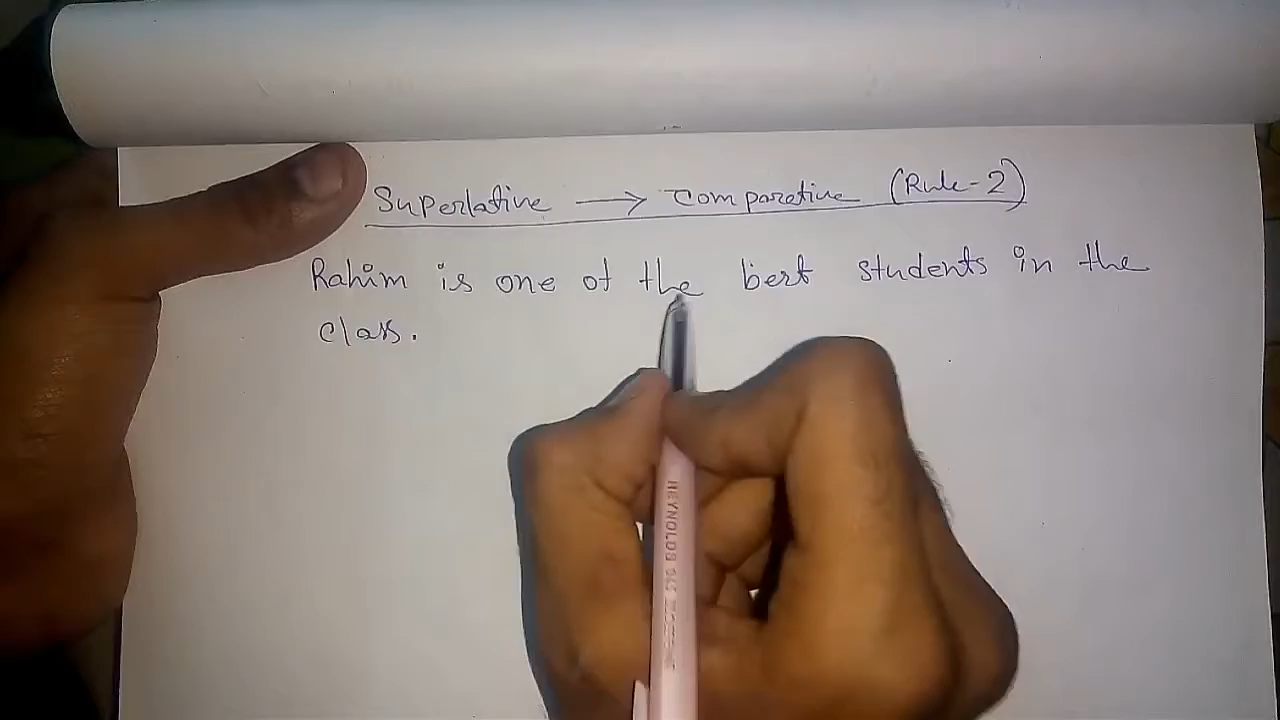 Superlative → Comparative (Rule-2)
Rahim is one of the best students in the
class.
REYNOLDS